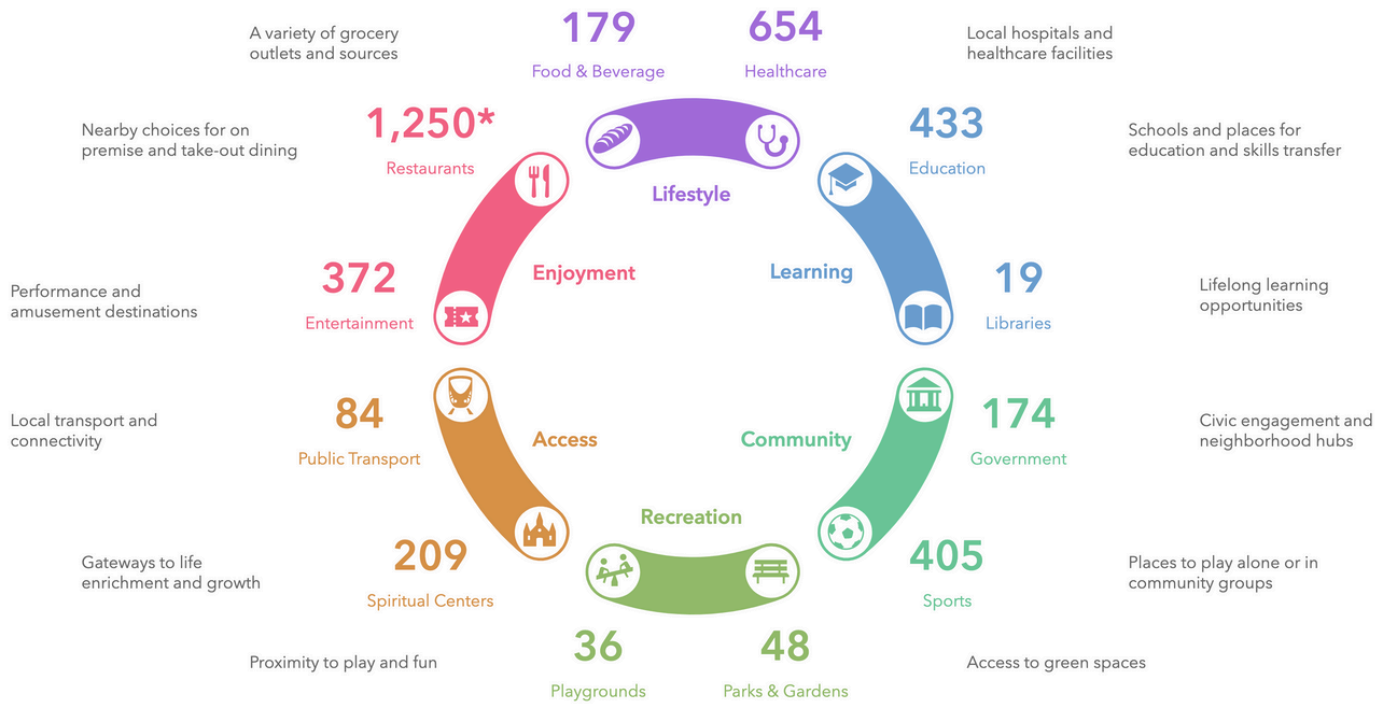 A variety of grocery
outlets and sources
179
Food & Beverage
654
Healthcare
Local hospitals and
healthcare facilities
Nearby choices for on
premise and take-out dining
1,250*
Restaurants
433
Education
Schools and places for
education and skills transfer
Lifestyle
Enjoyment
Learning
Performance and
amusement destinations
372
Entertainment
19
Libraries
Lifelong learning
opportunities
Local transport and
connectivity
84
Public Transport
Access
Community
174
Government
Civic engagement and
neighborhood hubs
Recreation
Gateways to life
enrichment and growth
209
Spiritual Centers
405
Sports
Places to play alone or in
community groups
Proximity to play and fun
36
Playgrounds
48
Parks & Gardens
Access to green spaces